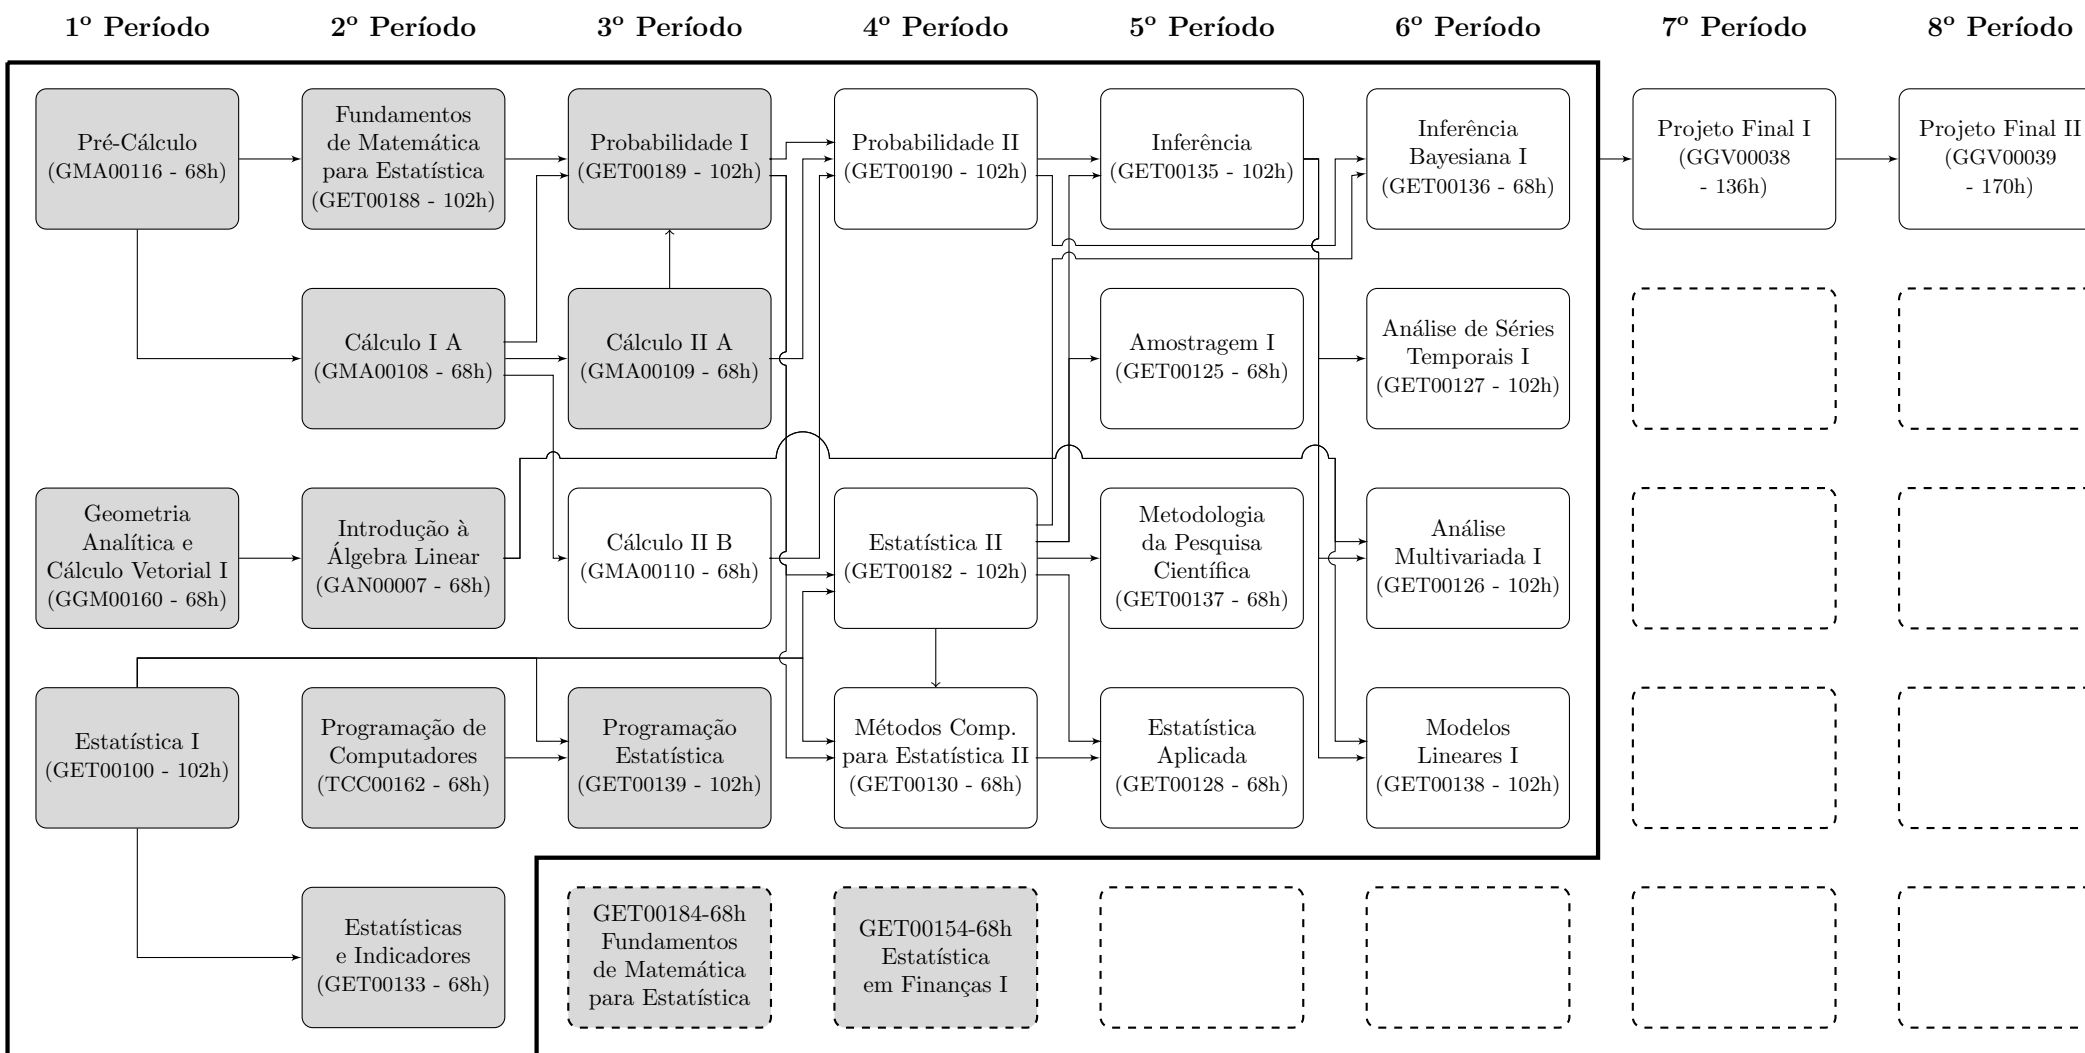 1º Período
2º Período
3º Período
4º Período
5º Período
6º Período
7º Período
8º Período
Pré-Cálculo
(GMA00116 - 68h)
Fundamentos
de Matemática
para Estatística
(GET00188 - 102h)
Probabilidade I
(GET00189 - 102h)
Probabilidade II
(GET00190 - 102h)
Inferência
(GET00135 - 102h)
Inferência
Bayesiana I
(GET00136 - 68h)
Projeto Final I
(GGV00038
- 136h)
Projeto Final II
(GGV00039
- 170h)
Cálculo I A
(GMA00108 - 68h)
Cálculo II A
(GMA00109 - 68h)
Amostragem I
(GET00125 - 68h)
Análise de Séries
Temporais I
(GET00127 - 102h)
Geometria
Analítica e
Cálculo Vetorial I
(GGM00160 - 68h)
Introdução à
Álgebra Linear
(GAN00007 - 68h)
Cálculo II B
(GMA00110 - 68h)
Estatística II
(GET00182 - 102h)
Metodologia
da Pesquisa
Científica
(GET00137 - 68h)
Análise
Multivariada I
(GET00126 - 102h)
Estatística I
(GET00100 - 102h)
Programação de
Computadores
(TCC00162 - 68h)
Programação
Estatística
(GET00139 - 102h)
Métodos Comp.
para Estatística II
(GET00130 - 68h)
Estatística
Aplicada
(GET00128 - 68h)
Modelos
Lineares I
(GET00138 - 102h)
Estatísticas
e Indicadores
(GET00133 - 68h)
GET00184-68h
Fundamentos
de Matemática
para Estatística
GET00154-68h
Estatística
em Finanças I